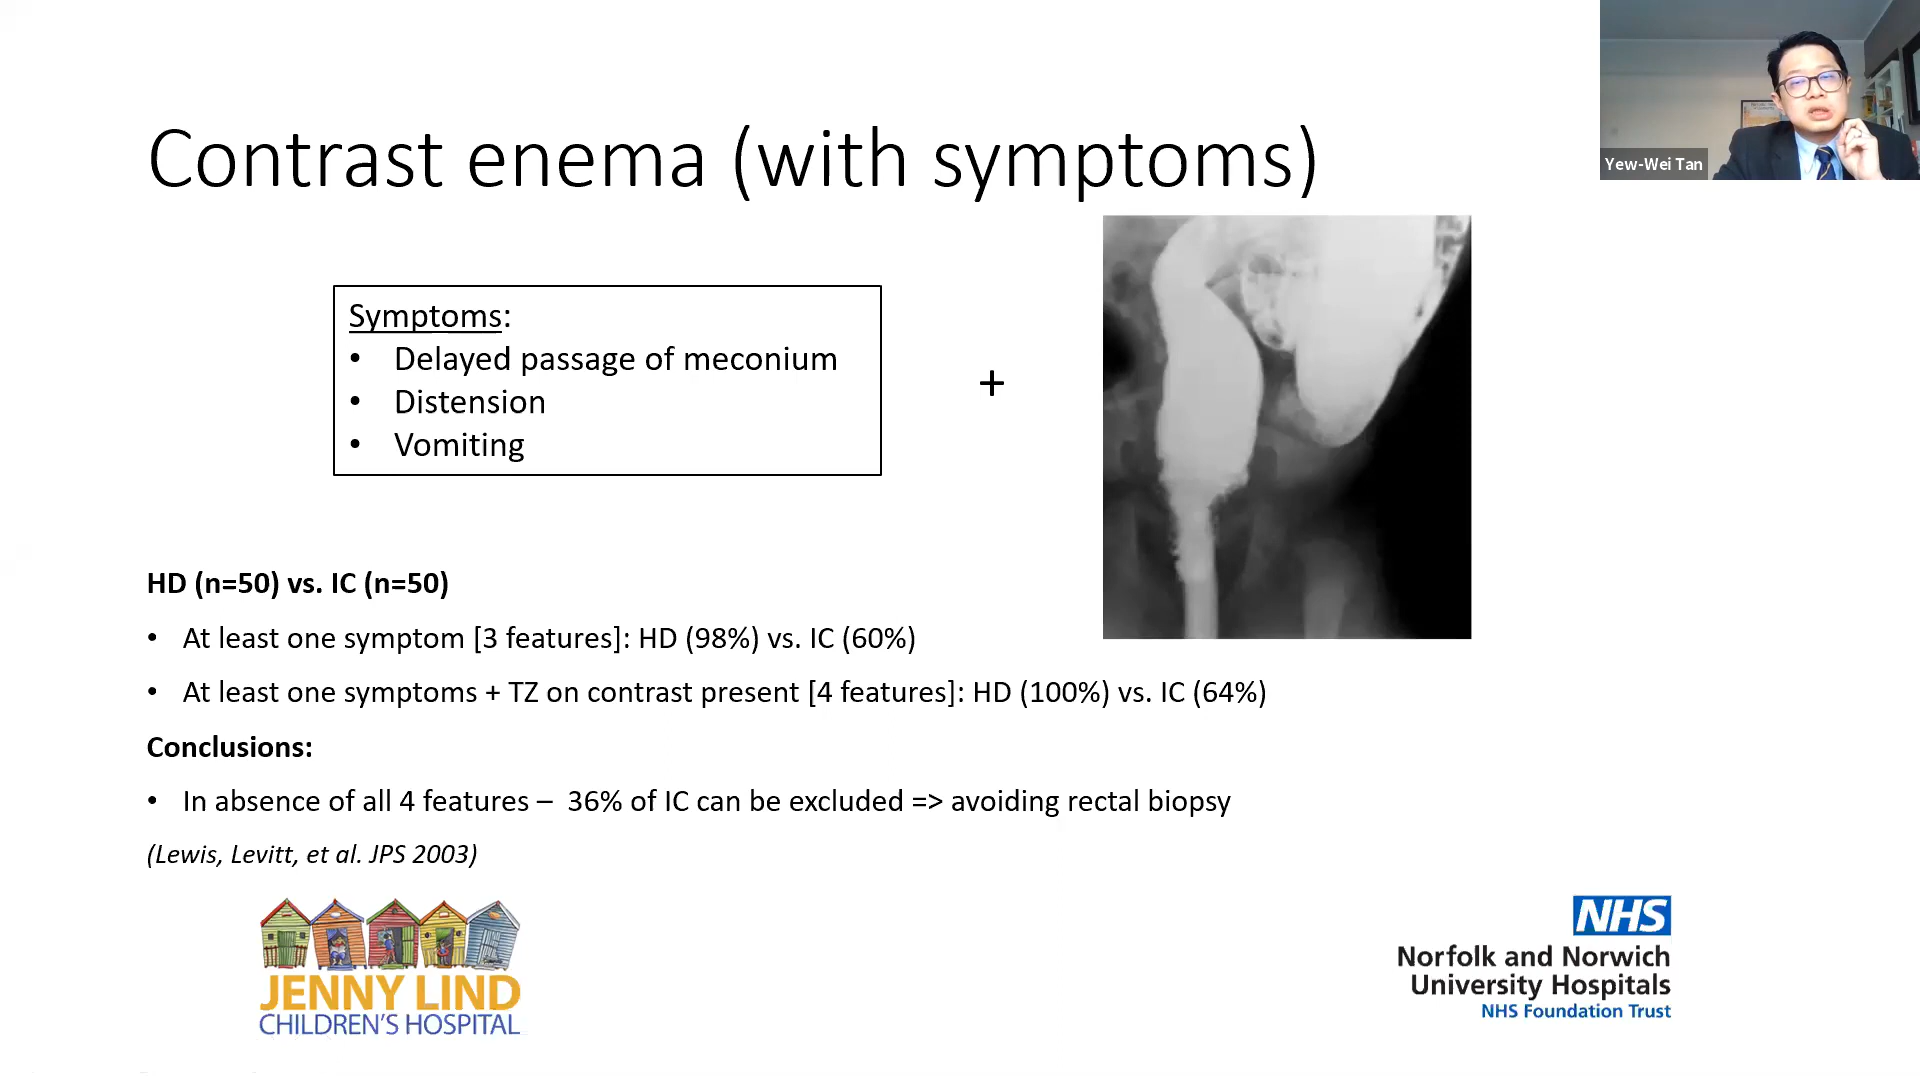 Contrast enema (with symptoms)
Yew-Wei Tan
Symptoms:
• Delayed passage of meconium
• Distension
• Vomiting
+
HD (n=50) vs. IC (n=50)
• At least one symptom [3 features]: HD (98%) vs. IC (60%)
• At least one symptoms + TZ on contrast present [4 features]: HD (100%) vs. IC (64%)
Conclusions:
• In absence of all 4 features – 36% of IC can be excluded => avoiding rectal biopsy
(Lewis, Levitt, et al. JPS 2003)
JENNY LIND
CHILDREN'S HOSPITAL
NHS
Norfolk and Norwich
University Hospitals
NHS Foundation Trust